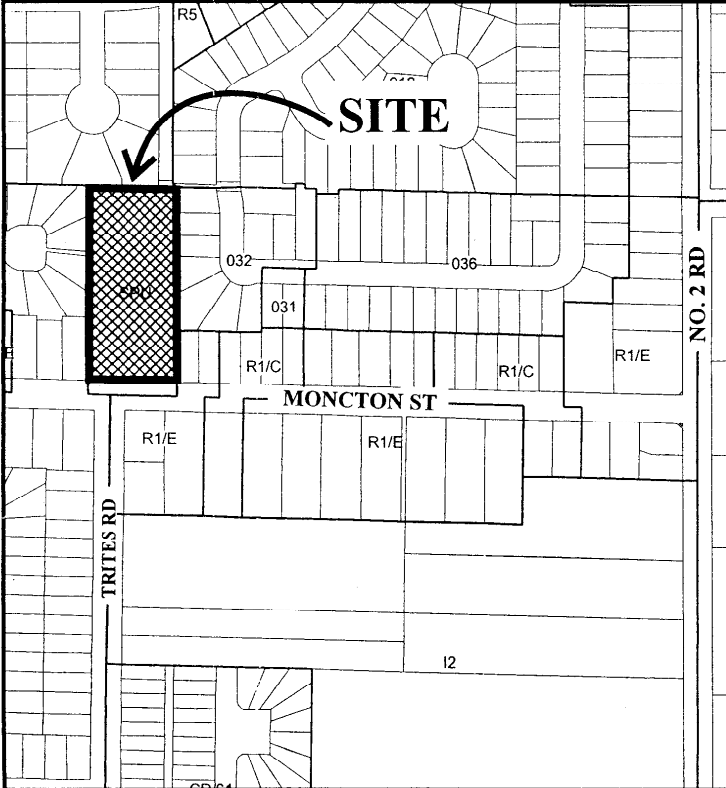 R5
SITE
032
036
031
NO. 2 RD
R1/C
R1/C
R1/E
MONCTON ST
R1/E
R1/E
TRITES RD
I2